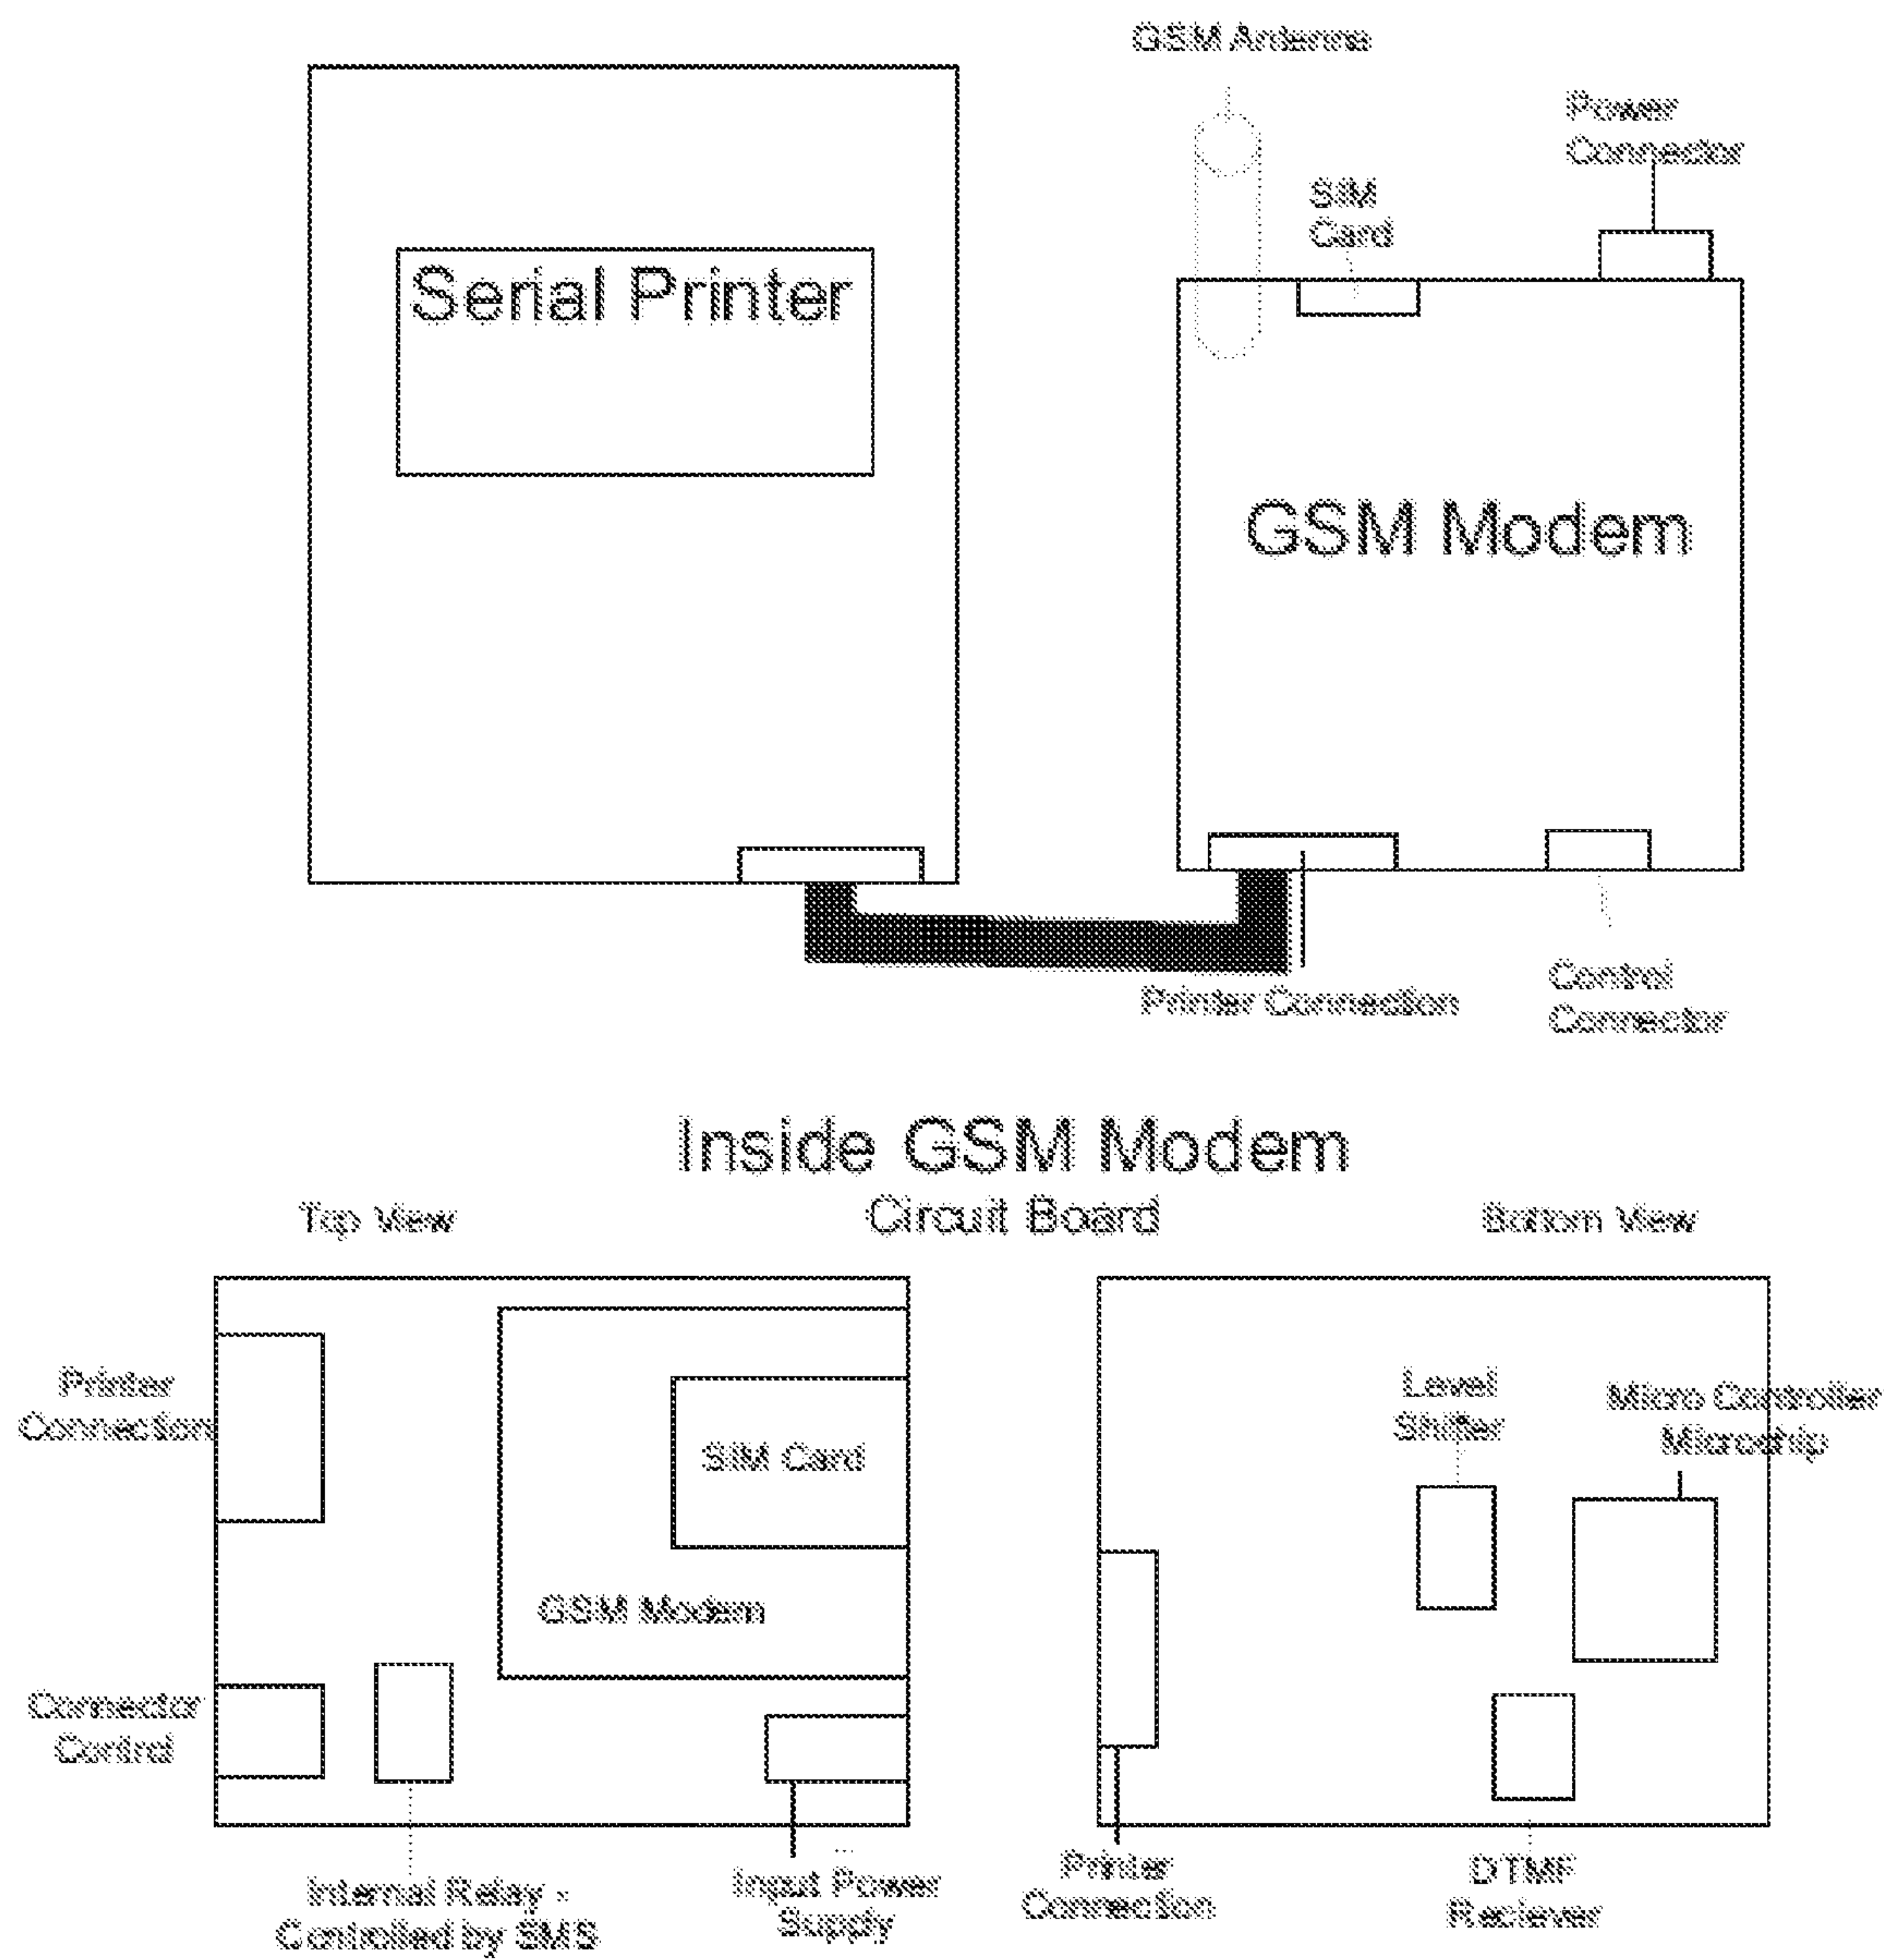 GSM Antenna
Power
Connector
SIM
Card
Serial Printer
GSM Modem
Printer Connection
Control
Connector
Inside GSM Modem
Circuit Board
Top View
Bottom View
Printer
Connection
SIM Card
GSM Modem
Connector
Control
Internal Relay -
Controlled by SMS
Input Power
Supply
Level
Shifter
Micro Controller
Microchip
Printer
Connection
DTMF
Reciever